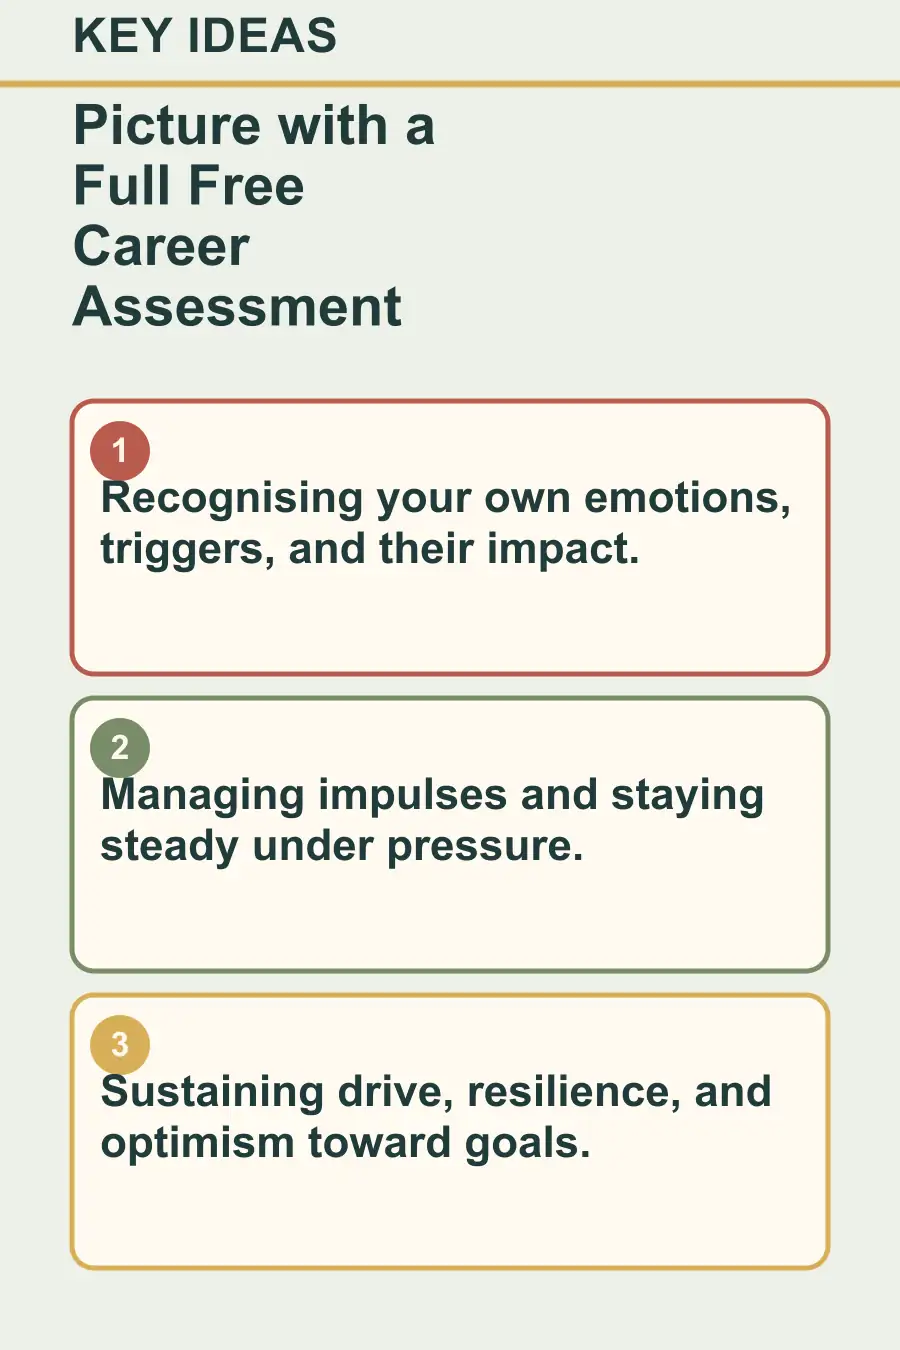 KEY IDEAS
Picture with a
Full Free
Career
Assessment
1
Recognising your own emotions,
triggers, and their impact.
2
Managing impulses and staying
steady under pressure.
3
Sustaining drive, resilience, and
optimism toward goals.